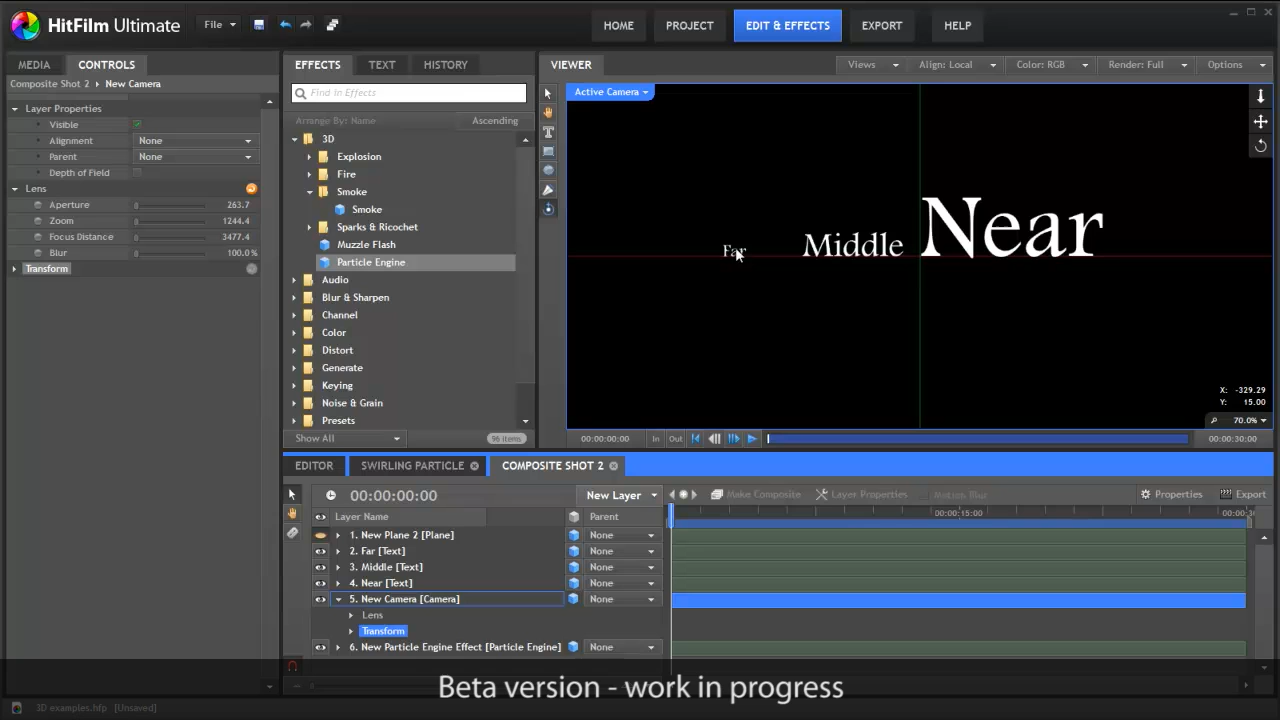 HitFilm Ultimate
File
HOME
PROJECT
EDIT & EFFECTS
EXPORT
HELP
MEDIA
CONTROLS
Composite Shot 2
New Camera
Layer Properties
Visible
Alignment
None
Parent
None
Depth of Field
Lens
Aperture
263.7
Zoom
1244.4
Focus Distance
3477.4
Blur
100.0%
Transform
EFFECTS
TEXT
HISTORY
Find in Effects
Arrange By: Name
Ascending
3D
Explosion
Fire
Smoke
Smoke
Sparks & Ricochet
Muzzle Flash
Particle Engine
Audio
Blur & Sharpen
Channel
Color
Distort
Generate
Keying
Noise & Grain
Presets
Show All
96 items
VIEWER
Views
Align: Local
Color: RGB
Render: Full
Options
Active Camera
Far
Middle
Near
X: -329.29
Y: 15.00
70.0%
00:00:00:00
In
Out
00:00:30:00
EDITOR
SWIRLING PARTICLE
COMPOSITE SHOT 2
00:00:00:00
New Layer
Make Composite
Layer Properties
Motion Blur
Properties
Export
Layer Name
Parent
00:00:15:00
1. New Plane 2 [Plane]
None
2. Far [Text]
None
3. Middle [Text]
None
4. Near [Text]
None
5. New Camera [Camera]
None
Lens
Transform
6. New Particle Engine Effect [Particle Engine]
None
Beta version - work in progress
3D examples.hfp
[Unsaved]